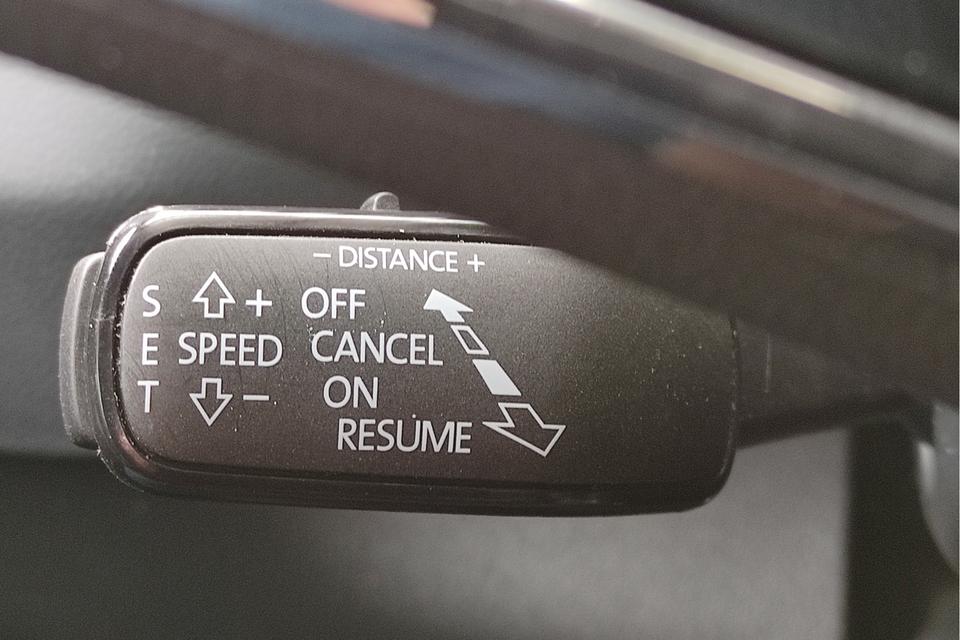 − DISTANCE +
S + OFF
E SPEED CANCEL
T − ON
RESUME